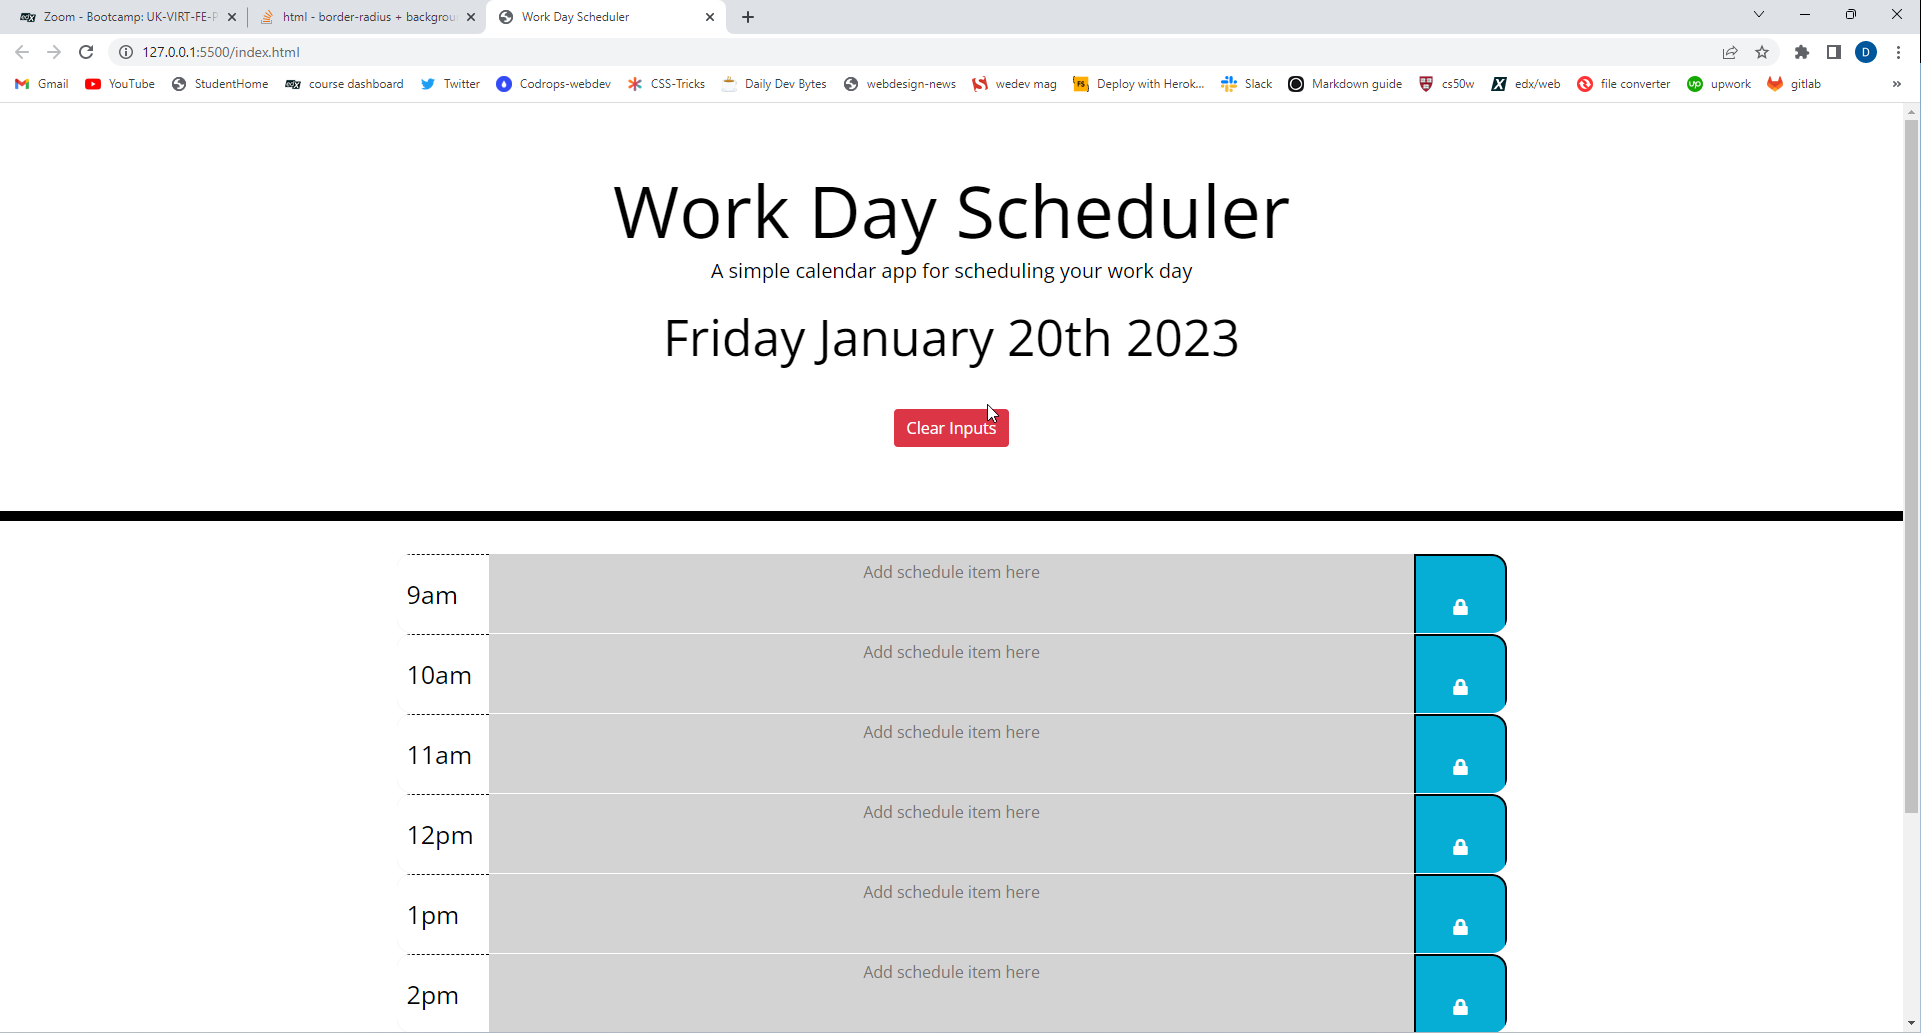 Zoom - Bootcamp: UK-VIRT-FE-P
html - border-radius + backgrou
Work Day Scheduler
127.0.0.1:5500/index.html
D
Gmail
YouTube
StudentHome
course dashboard
Twitter
Codrops-webdev
CSS-Tricks
Daily Dev Bytes
webdesign-news
wedev mag
Deploy with Herok...
Slack
Markdown guide
cs50w
edx/web
file converter
upwork
gitlab
Work Day Scheduler
A simple calendar app for scheduling your work day
Friday January 20th 2023
Clear Inputs
9am
Add schedule item here
10am
Add schedule item here
11am
Add schedule item here
12pm
Add schedule item here
1pm
Add schedule item here
2pm
Add schedule item here